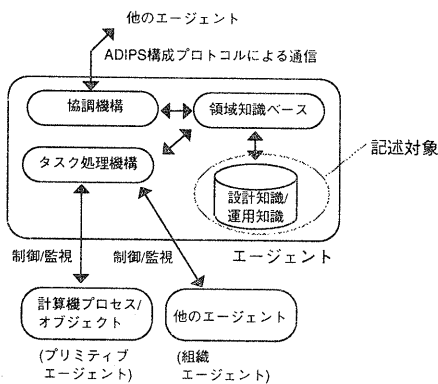 他のエージェント
ADIPS構成プロトコルによる通信
協調機構
領域知識ベース
記述対象
タスク処理機構
設計知識/
運用知識
制御/監視
制御/監視
エージェント
計算機プロセス/
オブジェクト
他のエージェント
(プリミティブ
エージェント)
(組織
エージェント)